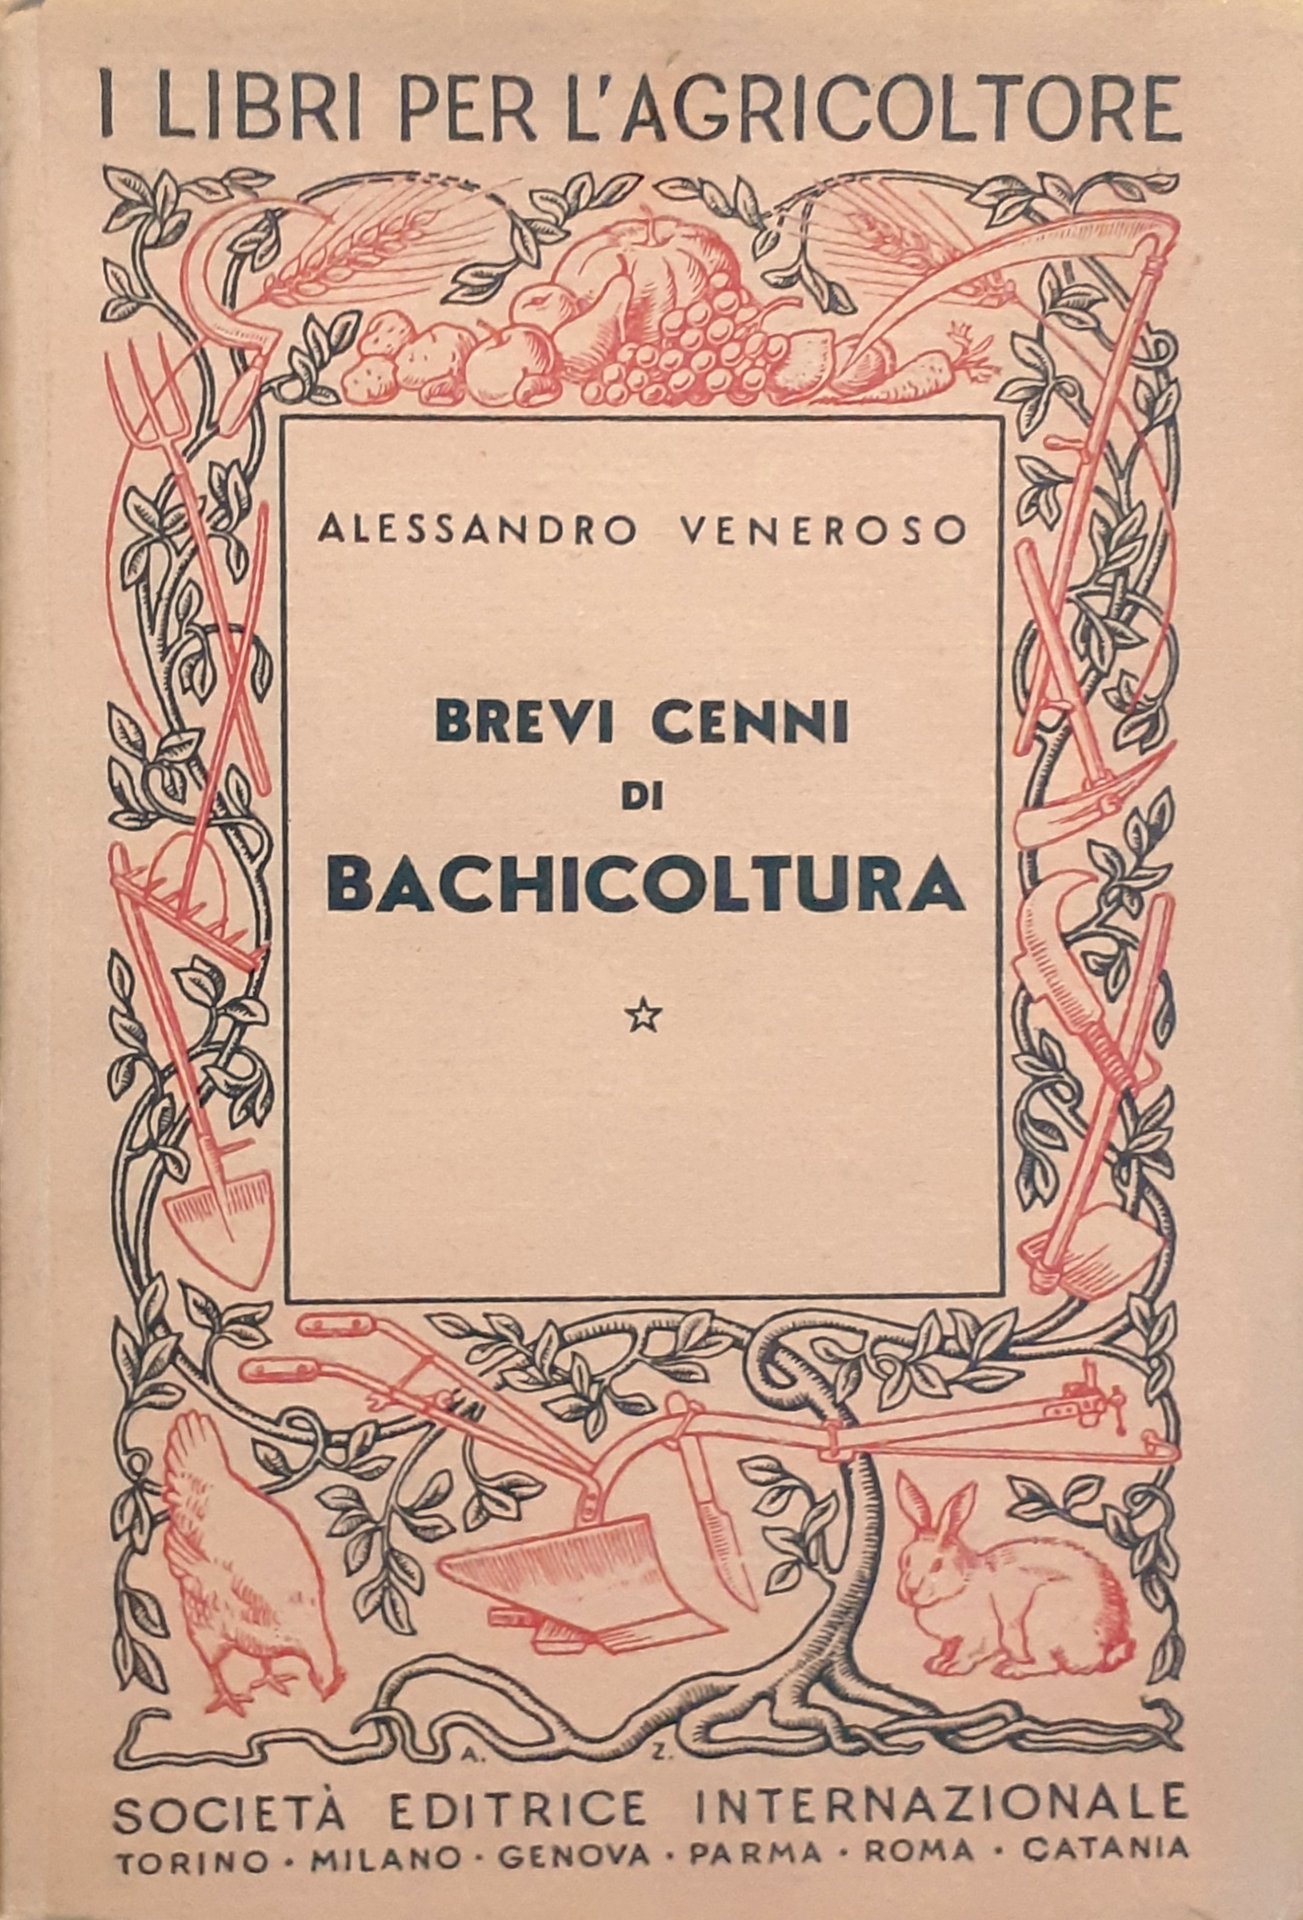 I LIBRI PER L'AGRICOLTORE
ALESSANDRO VENEROSO
BREVI CENNI
DI
BACHICOLTURA
A. Z.
SOCIETÀ EDITRICE INTERNAZIONALE
TORINO · MILANO · GENOVA · PARMA · ROMA · CATANIA